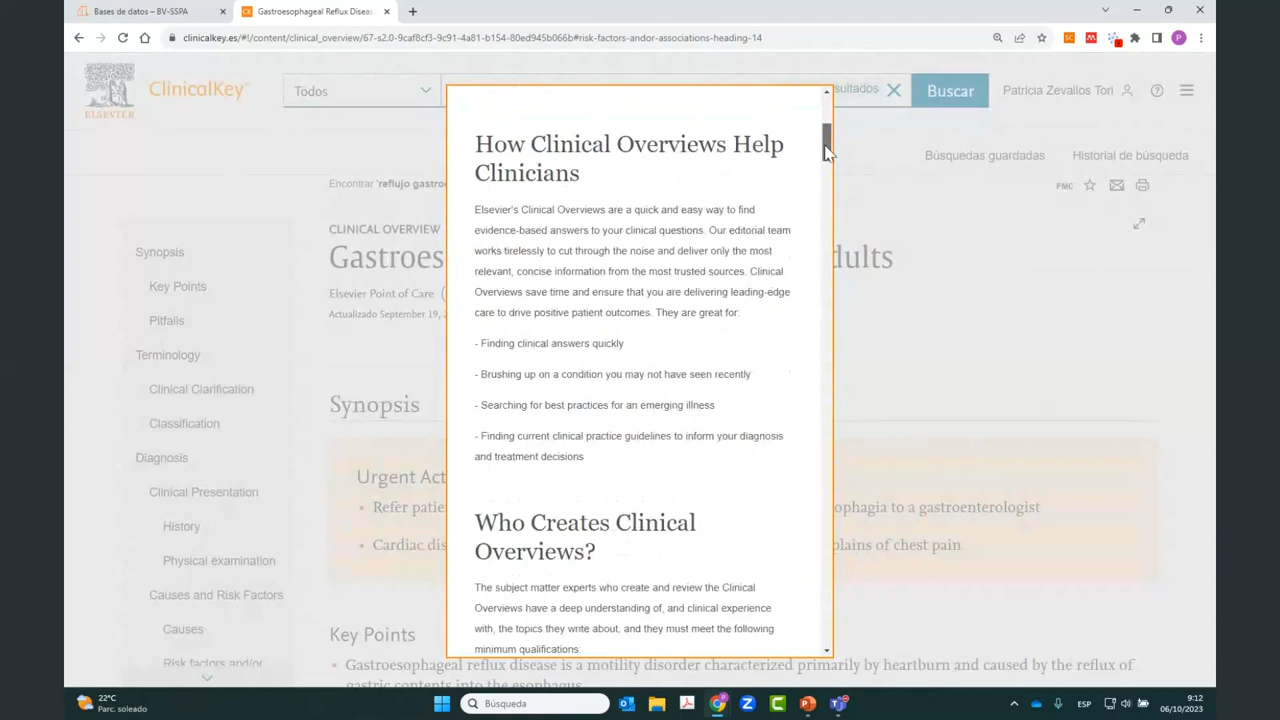 Bases de datos – BV-SSPA
Gastroesophageal Reflux Diseas
clinicalkey.es/#!/content/clinical_overview/67-s2.0-9caf8cf3-9c91-4a81-b154-80ed945b066b#risk-factors-andor-associations-heading-14
ELSEVIER
ClinicalKey
Todos
sultados
Buscar
Patricia Zevallos Tori
Búsquedas guardadas
Historial de búsqueda
Encontrar 'reflujo gastro
FMC
CLINICAL OVERVIEW
Gastroes
dults
Elsevier Point of Care
Actualizado September 19, 2
Synopsis
Key Points
Pitfalls
Terminology
Clinical Clarification
Classification
Diagnosis
Clinical Presentation
History
Physical examination
Causes and Risk Factors
Causes
Risk factors and/or
How Clinical Overviews Help
Clinicians
Elsevier's Clinical Overviews are a quick and easy way to find
evidence-based answers to your clinical questions. Our editorial team
works tirelessly to cut through the noise and deliver only the most
relevant, concise information from the most trusted sources. Clinical
Overviews save time and ensure that you are delivering leading-edge
care to drive positive patient outcomes. They are great for:
- Finding clinical answers quickly
- Brushing up on a condition you may not have seen recently
- Searching for best practices for an emerging illness
- Finding current clinical practice guidelines to inform your diagnosis
and treatment decisions
Who Creates Clinical
Overviews?
The subject matter experts who create and review the Clinical
Overviews have a deep understanding of, and clinical experience
with, the topics they write about, and they must meet the following
minimum qualifications:
Synopsis
Urgent Act
Refer patie
ophagia to a gastroenterologist
Cardiac dis
plains of chest pain
Key Points
Gastroesophageal reflux disease is a motility disorder characterized primarily by heartburn and caused by the reflux of
gastric contents into the esophagus
22°C
Parc. soleado
Búsqueda
ESP
9:12
06/10/2023